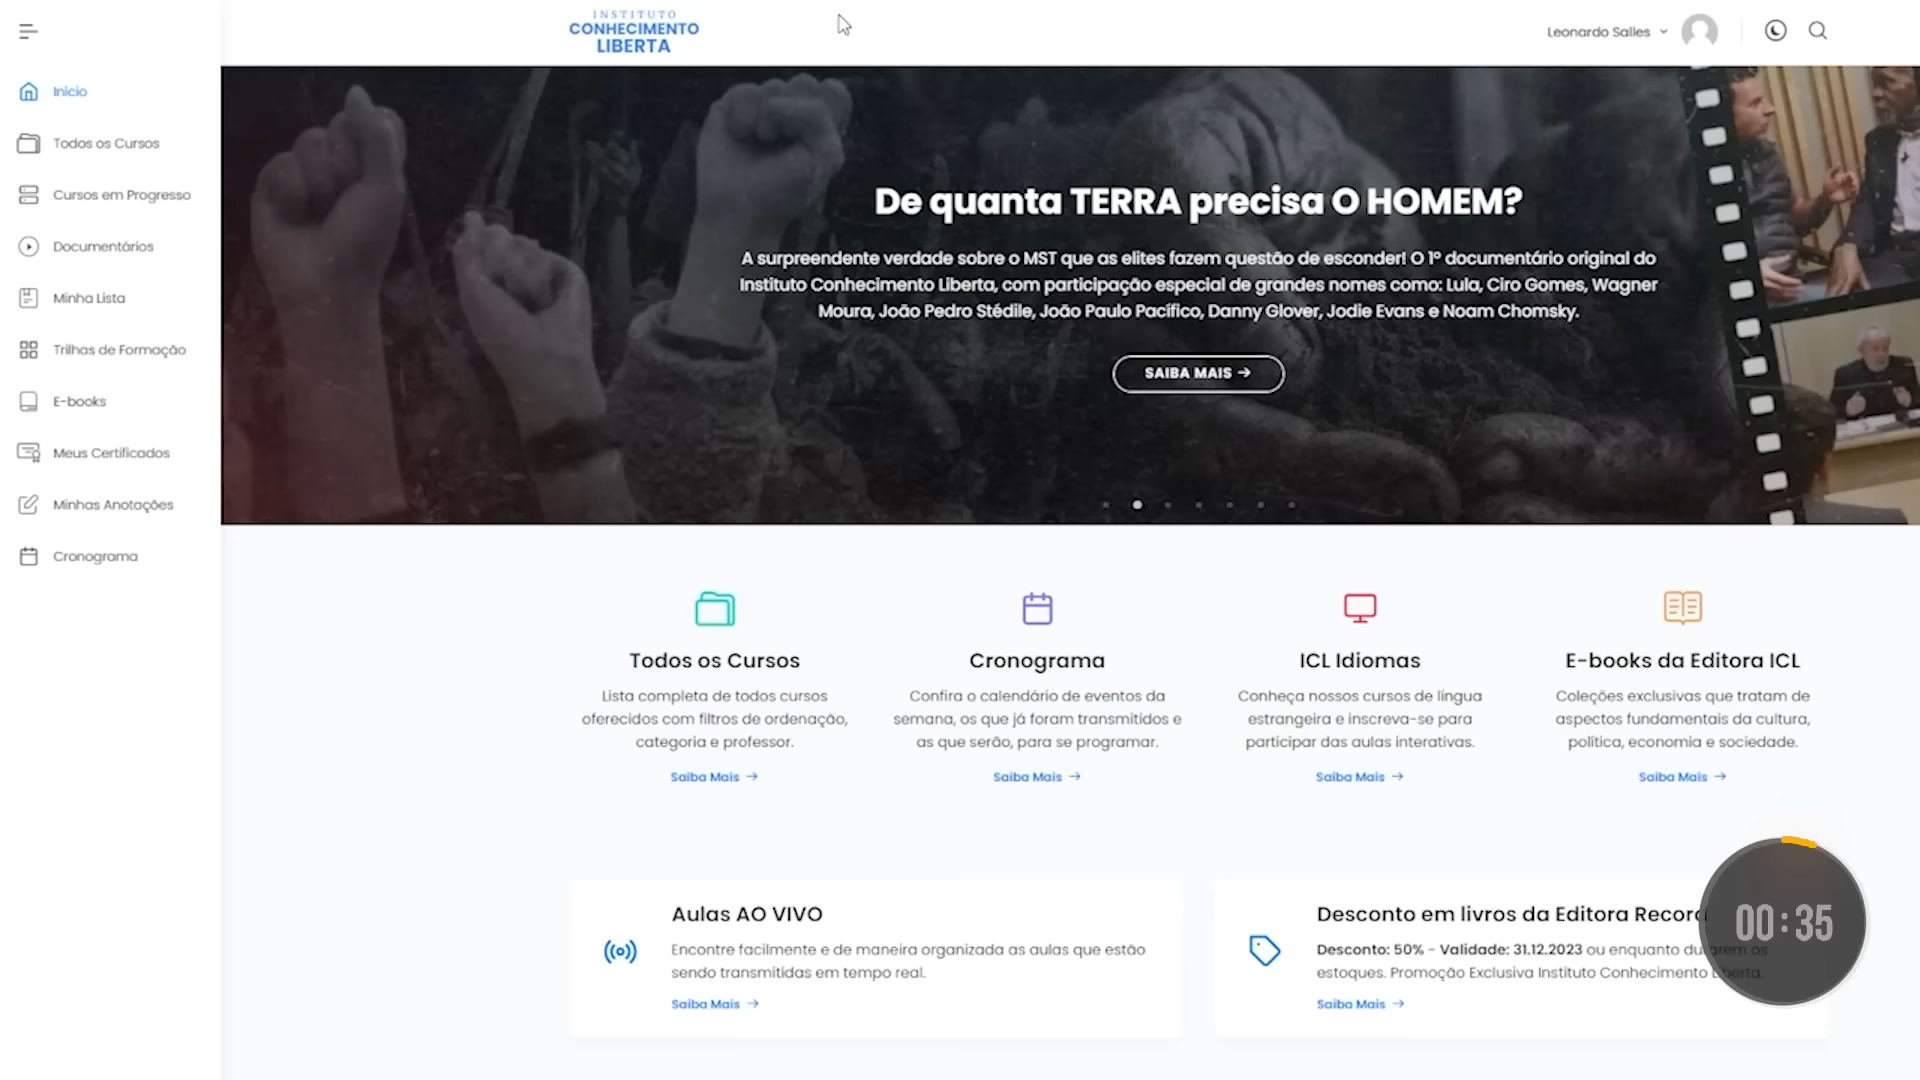 INSTITUTO
CONHECIMENTO
LIBERTA
Leonardo Salles
Inicio
Todos os Cursos
Cursos em Progresso
Documentários
Minha Lista
Trilhas de Formação
E-books
Meus Certificados
Minhas Anotações
Cronograma
De quanta TERRA precisa O HOMEM?
A surpreendente verdade sobre o MST que as elites fazem questão de esconder! O 1º documentário original do
Instituto Conhecimento Liberta, com participação especial de grandes nomes como: Lula, Ciro Gomes, Wagner
Moura, João Pedro Stédile, João Paulo Pacífico, Danny Glover, Jodie Evans e Noam Chomsky.
SAIBA MAIS →
Todos os Cursos
Lista completa de todos cursos
oferecidos com filtros de ordenação,
categoria e professor.
Saiba Mais →
Cronograma
Confira o calendário de eventos da
semana, os que já foram transmitidos e
as que serão, para se programar.
Saiba Mais →
ICL Idiomas
Conheça nossos cursos de língua
estrangeira e inscreva-se para
participar das aulas interativas.
Saiba Mais →
E-books da Editora ICL
Coleções exclusivas que tratam de
aspectos fundamentais da cultura,
política, economia e sociedade.
Saiba Mais →
Aulas AO VIVO
Encontre facilmente e de maneira organizada as aulas que estão
sendo transmitidas em tempo real.
Saiba Mais →
Desconto em livros da Editora Record
Desconto: 50% - Validade: 31.12.2023 ou enquanto durarem os
estoques. Promoção Exclusiva Instituto Conhecimento Liberta.
Saiba Mais →
00:35